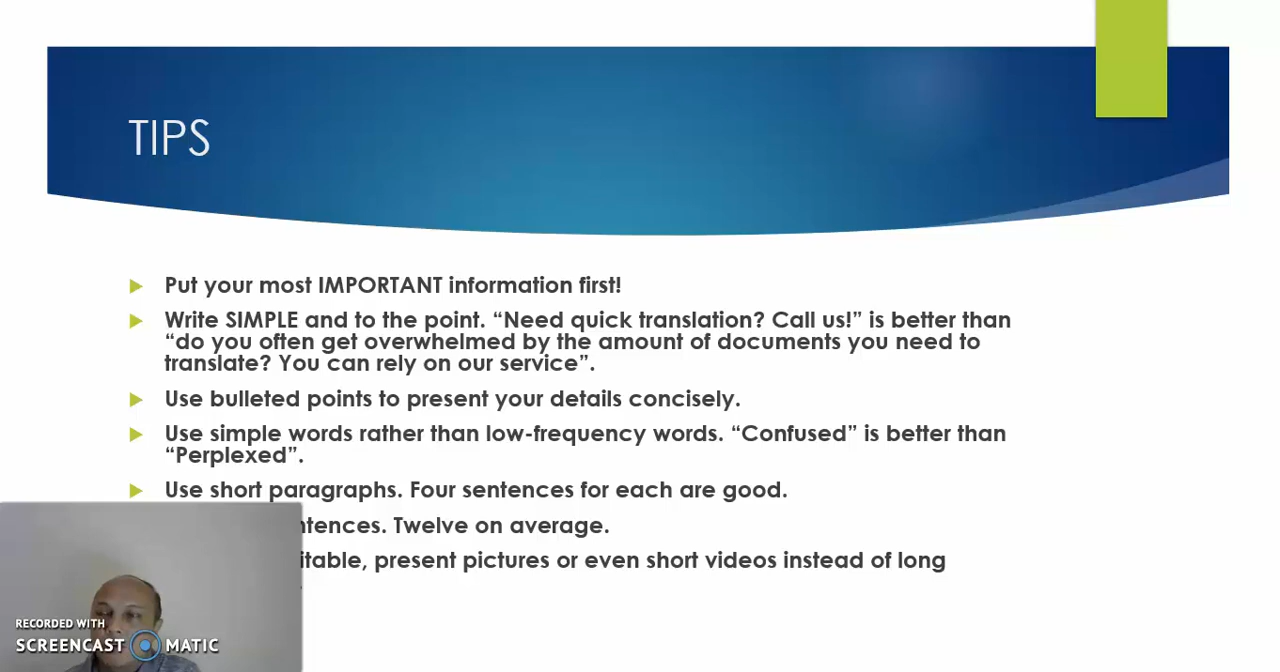 TIPS
Put your most IMPORTANT information first!
Write SIMPLE and to the point. “Need quick translation? Call us!” is better than
“do you often get overwhelmed by the amount of documents you need to
translate? You can rely on our service”.
Use bulleted points to present your details concisely.
Use simple words rather than low-frequency words. “Confused” is better than
“Perplexed”.
Use short paragraphs. Four sentences for each are good.
ntences. Twelve on average.
itable, present pictures or even short videos instead of long
RECORDED WITH
SCREENCAST MATIC